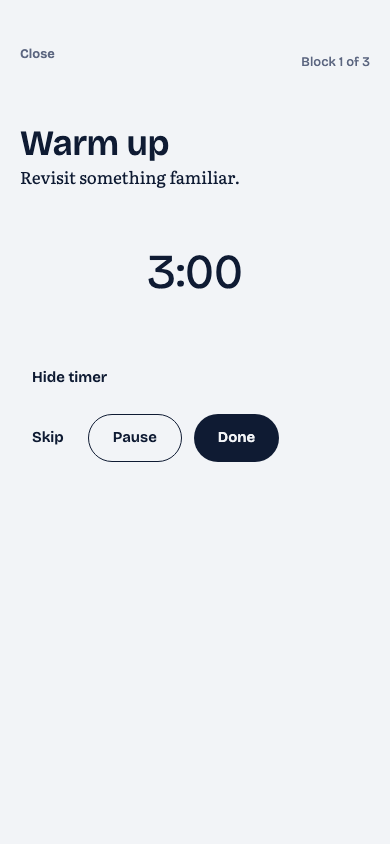 Close
Block 1 of 3
Warm up
Revisit something familiar.
3:00
Hide timer
Skip
Pause
Done